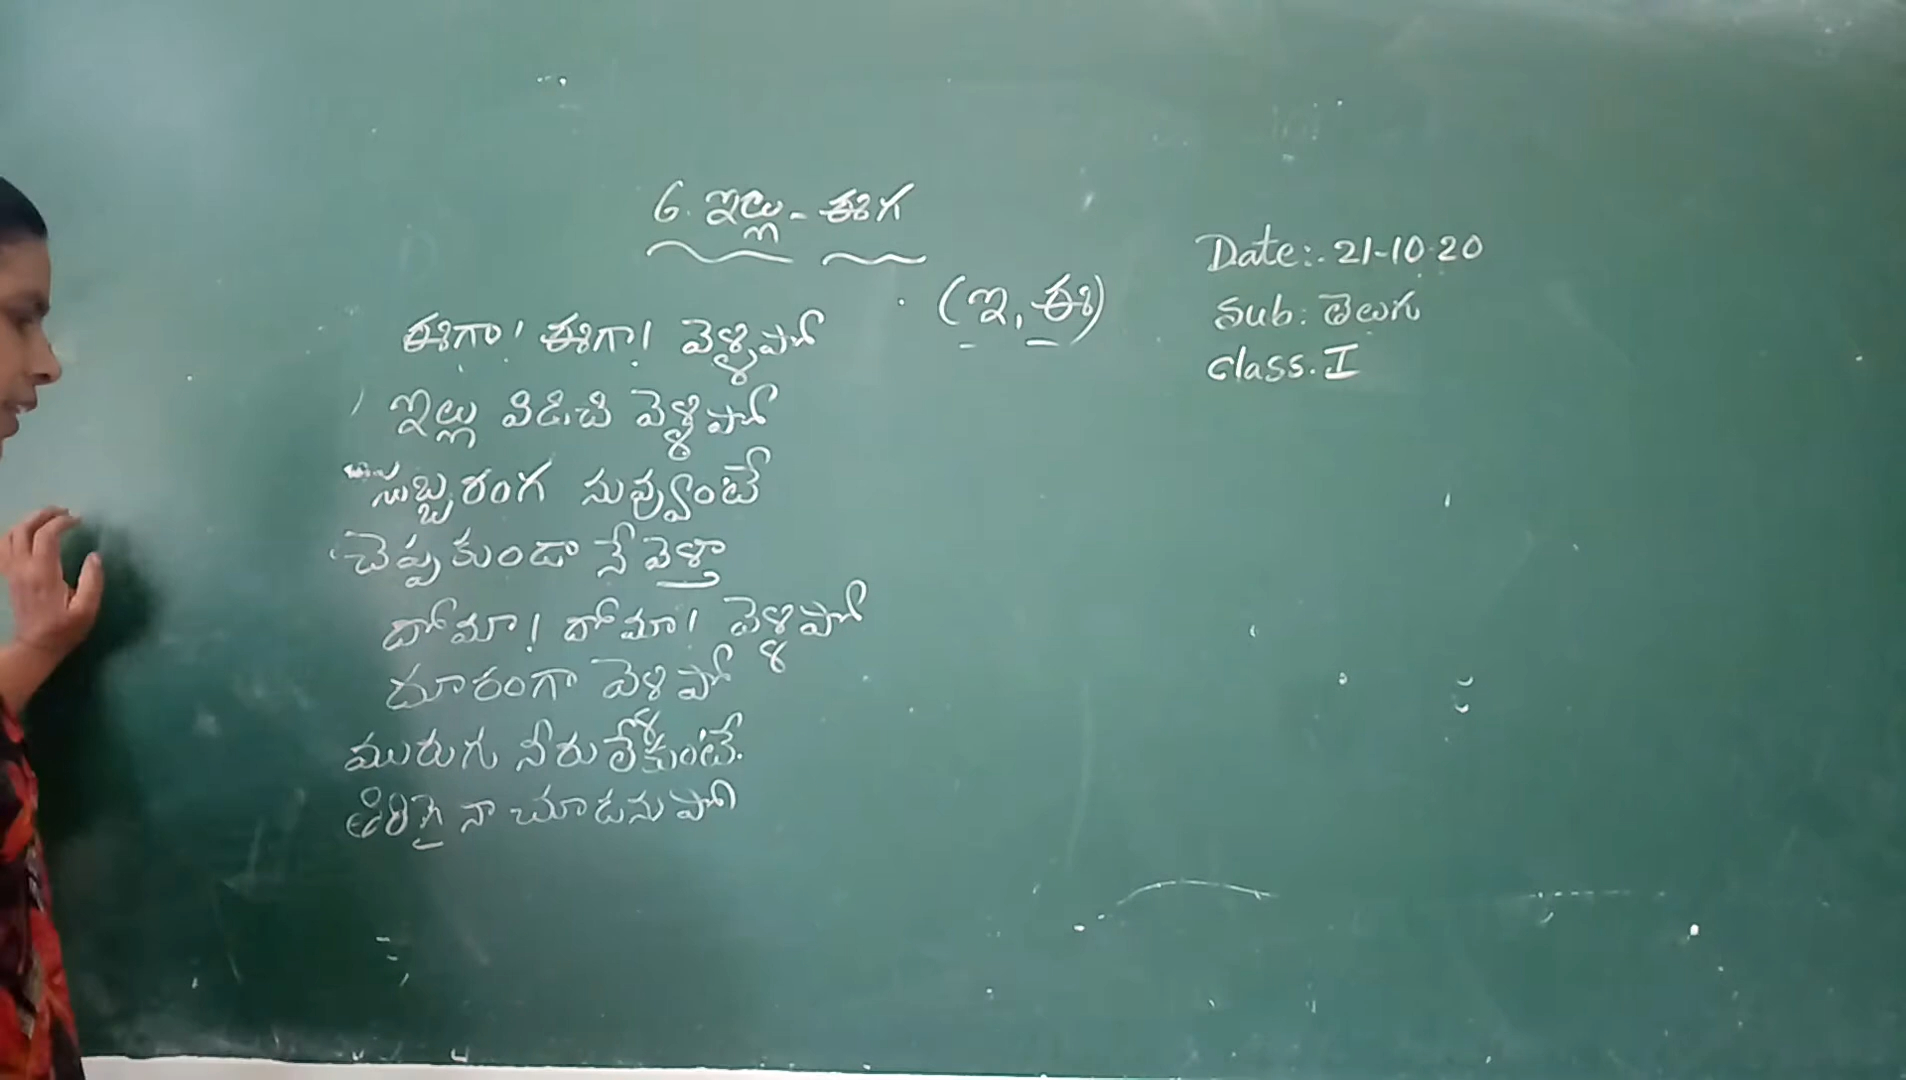 6. ఇల్లు - ఈగ
(ఇ, ఈ)
Date:- 21-10-20
Sub: తెలుగు
Class. I
ఈగా! ఈగా! వెళ్ళిపో
ఇల్లు విడిచి వెళ్ళిపో
సుబ్బరంగ నువ్వుంటే
చెప్పకుండా నే వెళ్తా
దోమా! దోమా! వెళ్ళిపో
దూరంగా వెళ్ళిపో
మురుగు నీరు లేకుంటే
తిరిగై నా చూడను పో